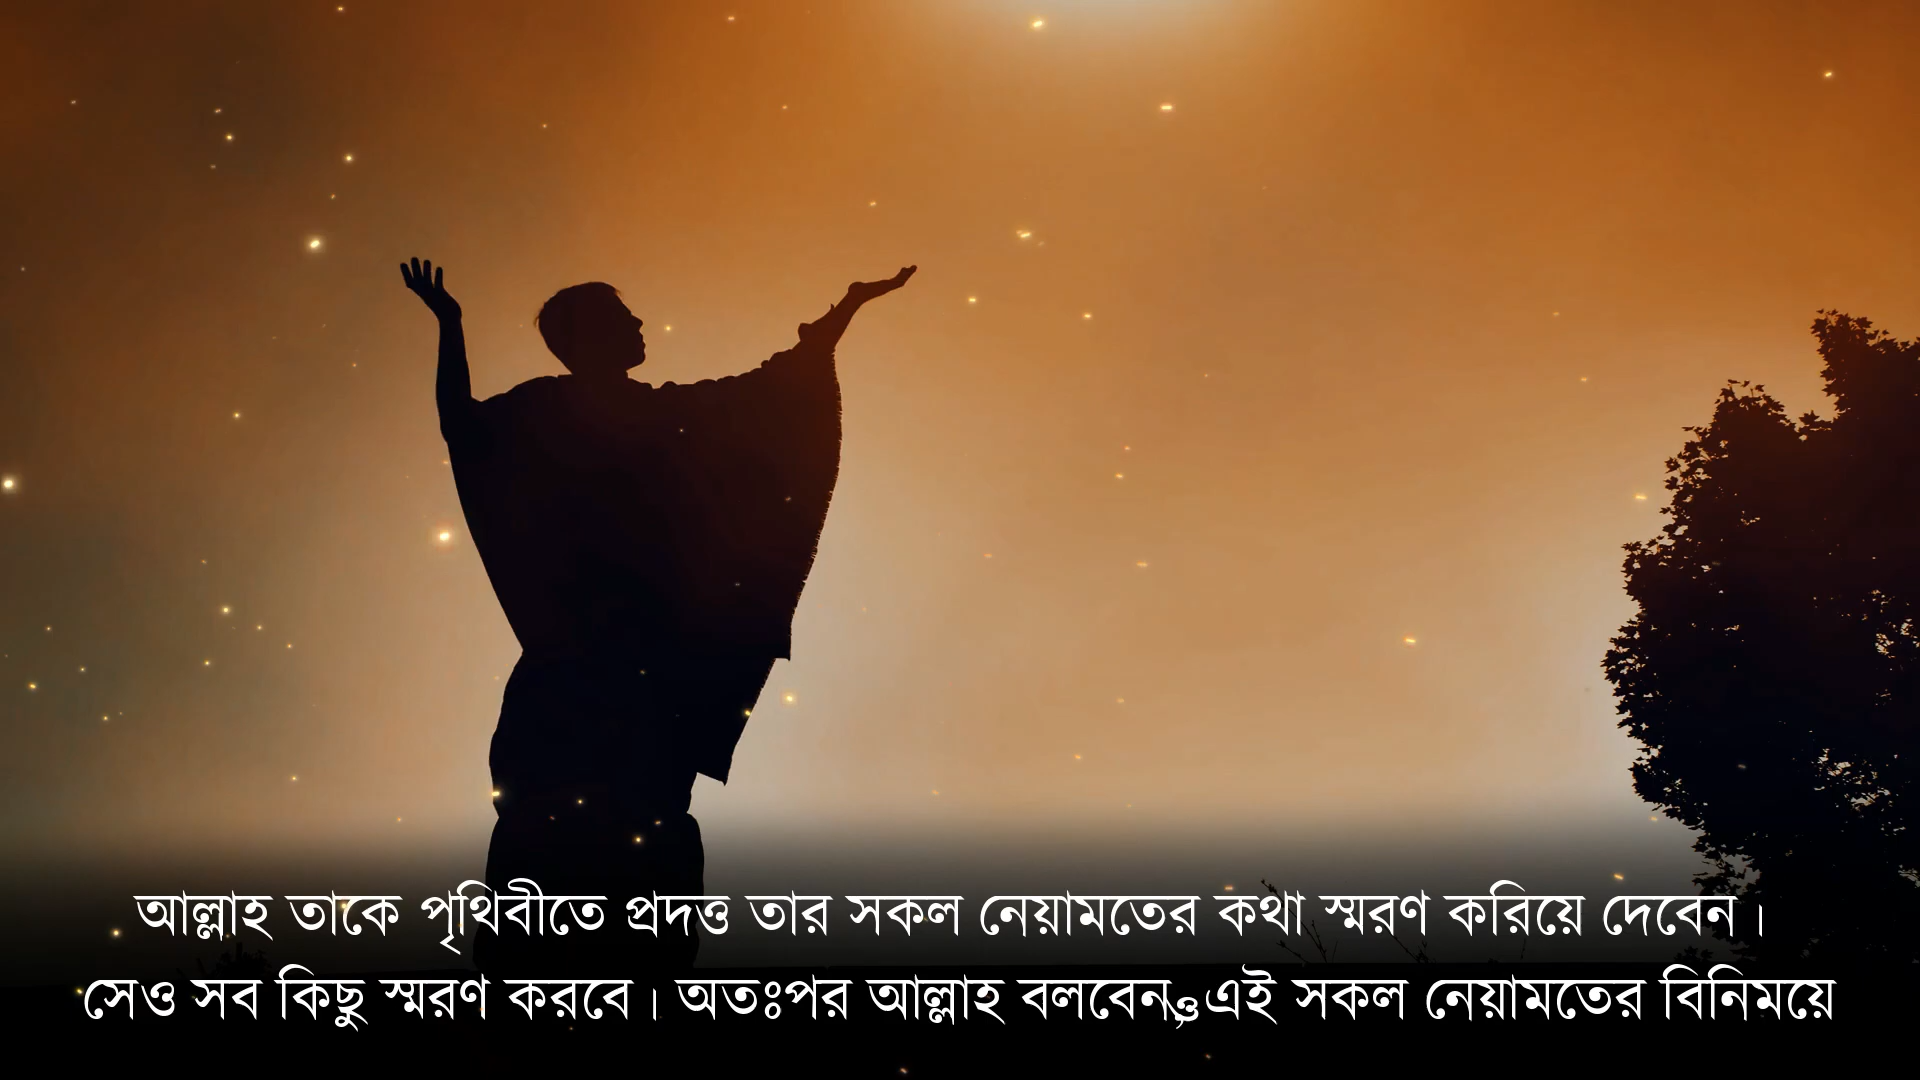 আল্লাহ তাকে পৃথিবীতে প্রদত্ত তার সকল নেয়ামতের কথা স্মরণ করিয়ে দেবেন।
সেও সব কিছু স্মরণ করবে। অতঃপর আল্লাহ বলবেন এই সকল নেয়ামতের বিনিময়ে